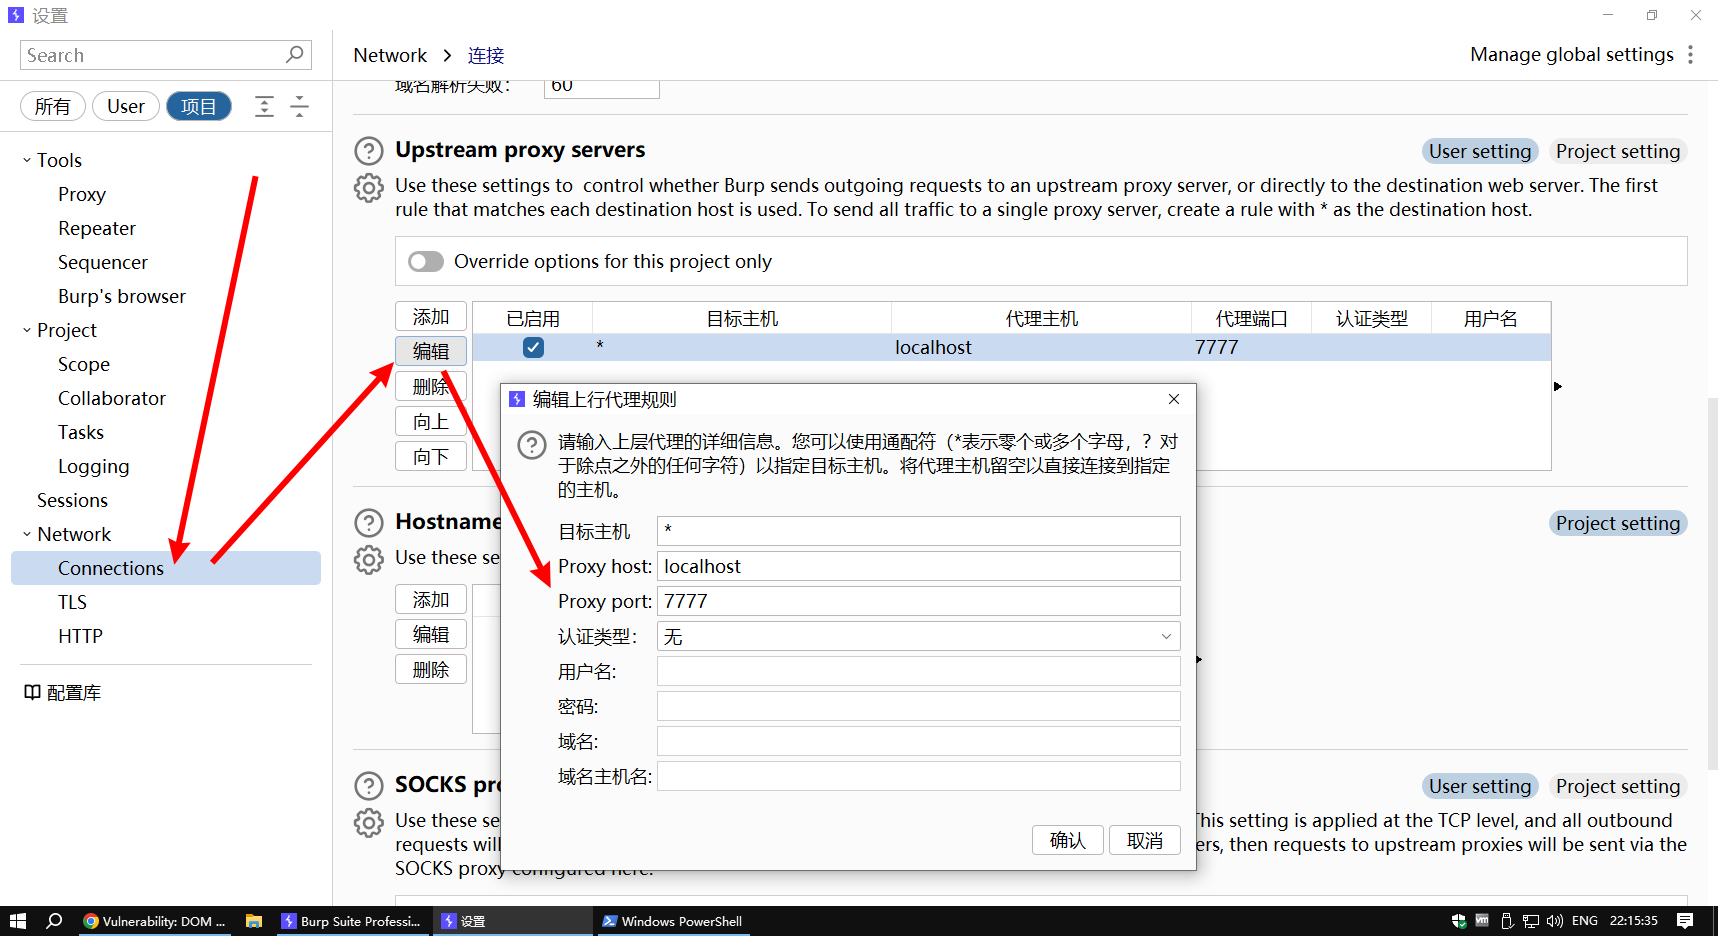 设置
Search
Network > 连接
Manage global settings
所有
User
项目
域名解析失败:
60
Tools
Proxy
Repeater
Sequencer
Burp's browser
Project
Scope
Collaborator
Tasks
Logging
Sessions
Network
Connections
TLS
HTTP
配置库
Upstream proxy servers
User setting
Project setting
Use these settings to control whether Burp sends outgoing requests to an upstream proxy server, or directly to the destination web server. The first
rule that matches each destination host is used. To send all traffic to a single proxy server, create a rule with * as the destination host.
Override options for this project only
添加
编辑
删除
向上
向下
已启用 目标主机 代理主机 代理端口 认证类型 用户名
* localhost 7777
编辑上行代理规则
请输入上层代理的详细信息。您可以使用通配符（*表示零个或多个字母，？对
于除点之外的任何字符）以指定目标主机。将代理主机留空以直接连接到指定
的主机。
目标主机 *
Proxy host: localhost
Proxy port: 7777
认证类型: 无
用户名:
密码:
域名:
域名主机名:
确认
取消
Hostname
Project setting
Use these se
添加
编辑
删除
SOCKS pro
User setting
Project setting
Use these se
This setting is applied at the TCP level, and all outbound
requests will
ers, then requests to upstream proxies will be sent via the
SOCKS proxy configured here.
Vulnerability: DOM ...
Burp Suite Professi...
设置
Windows PowerShell
vm
ENG
22:15:35